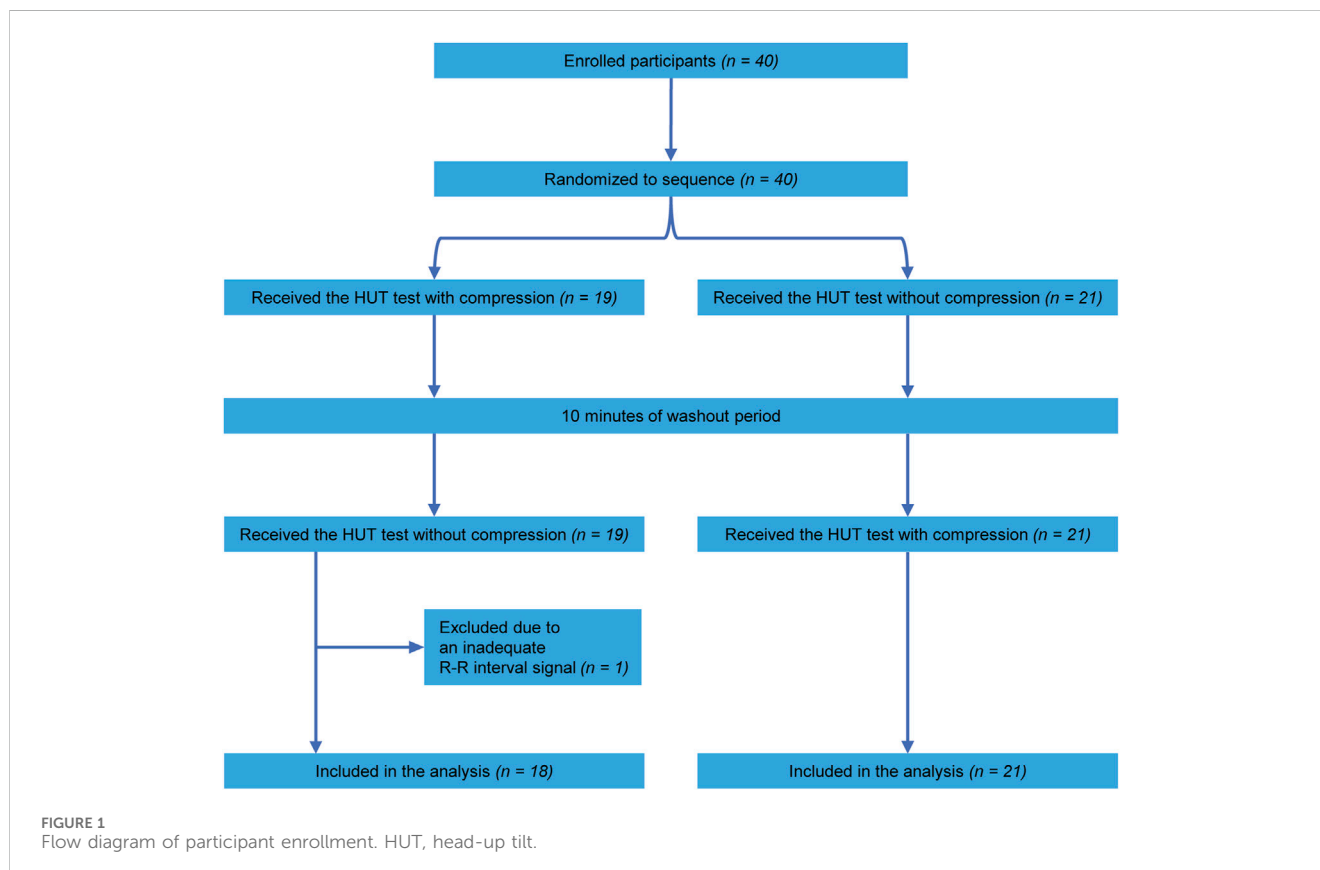 Enrolled participants (n = 40)
Randomized to sequence (n = 40)
Received the HUT test with compression (n = 19)
Received the HUT test without compression (n = 21)
10 minutes of washout period
Received the HUT test without compression (n = 19)
Received the HUT test with compression (n = 21)
Excluded due to
an inadequate
R-R interval signal (n = 1)
Included in the analysis (n = 18)
Included in the analysis (n = 21)
FIGURE 1
Flow diagram of participant enrollment. HUT, head-up tilt.